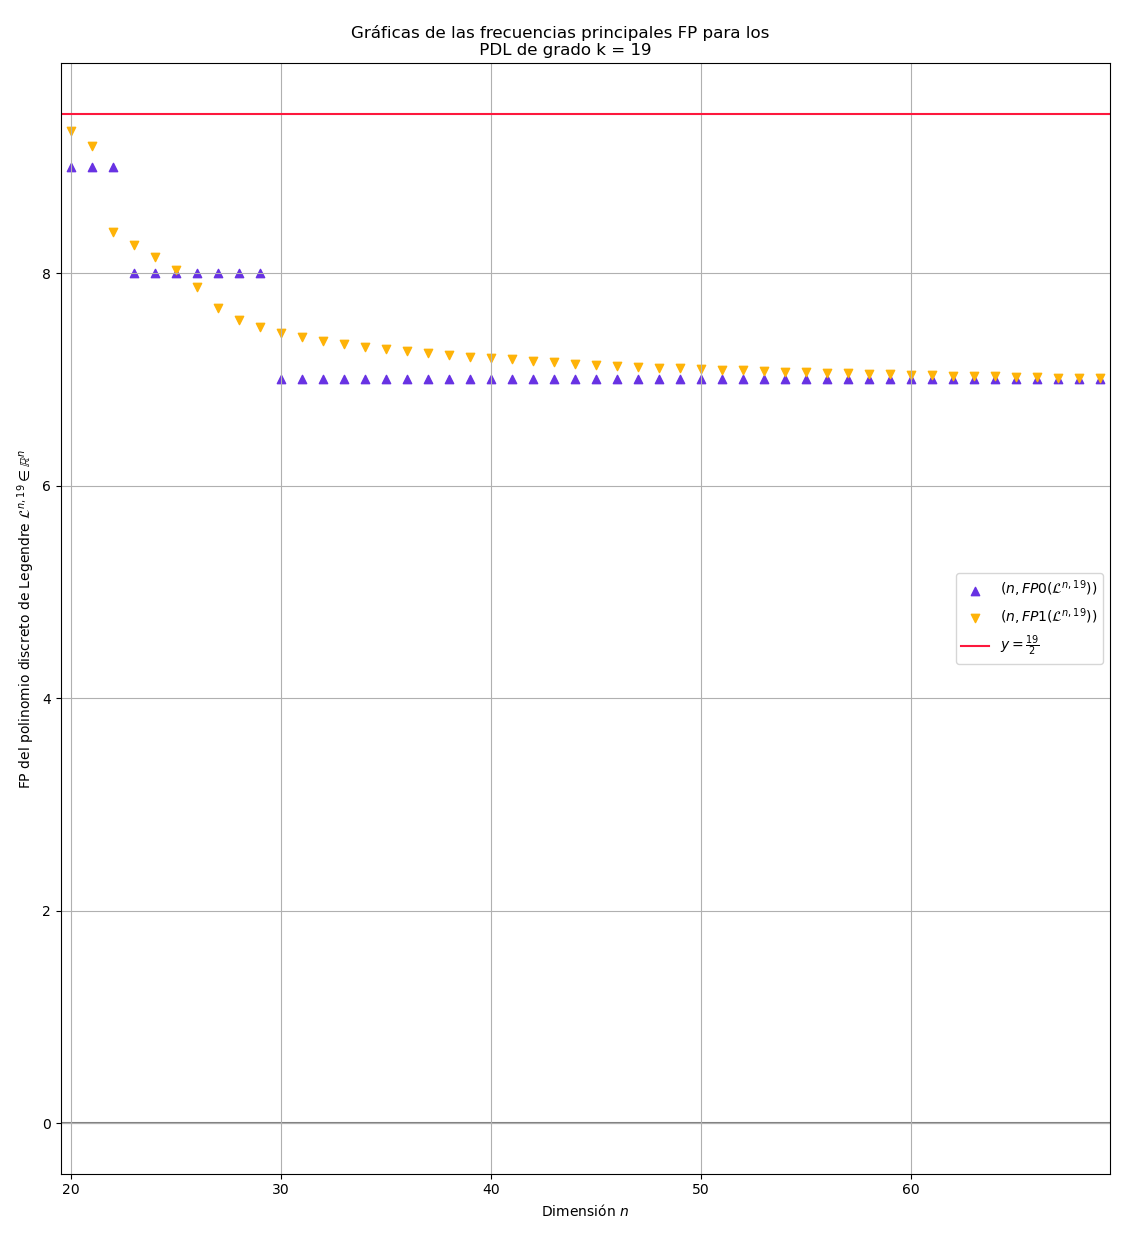 Gráficas de las frecuencias principales FP para los
PDL de grado k = 19
FP del polinomio discreto de Legendre $\mathcal{L}^{n,19} \in \mathbb{R}^n$
8
6
4
2
0
$(n, FP0(\mathcal{L}^{n,19}))$
$(n, FP1(\mathcal{L}^{n,19}))$
$y = \frac{19}{2}$
20 30 40 50 60
Dimensión $n$